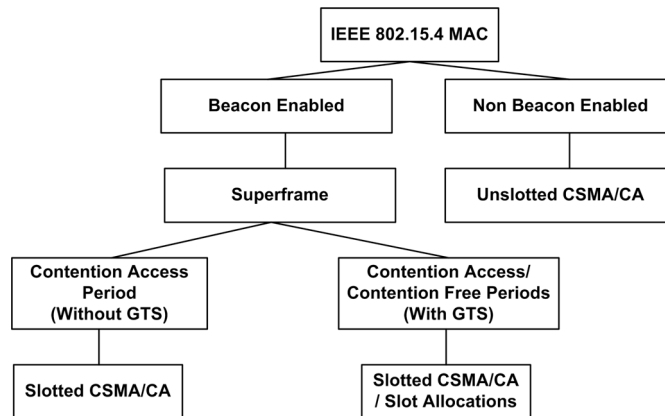 IEEE 802.15.4 MAC
Beacon Enabled
Non Beacon Enabled
Superframe
Unslotted CSMA/CA
Contention Access
Period
(Without GTS)
Contention Access/
Contention Free Periods
(With GTS)
Slotted CSMA/CA
Slotted CSMA/CA
/ Slot Allocations